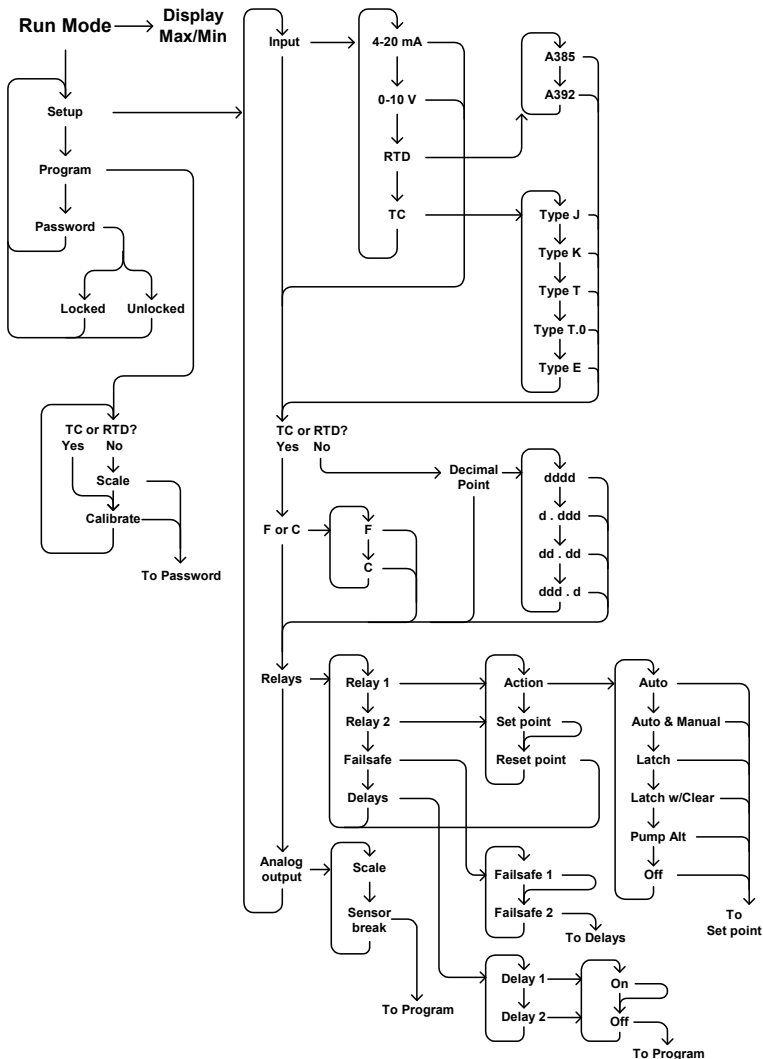 Run Mode
Display
Max/Min
Setup
Program
Password
Locked
Unlocked
TC or RTD?
Yes No
Scale
Calibrate
To Password
Input
4-20 mA
0-10 V
RTD
TC
A385
A392
Type J
Type K
Type T
Type T.0
Type E
TC or RTD?
Yes No
Decimal
Point
dddd
d . ddd
dd . dd
ddd . d
F or C
F
C
Relays
Relay 1
Relay 2
Failsafe
Delays
Action
Set point
Reset point
Auto
Auto & Manual
Latch
Latch w/Clear
Pump Alt
Off
To
Set point
Analog
output
Scale
Sensor
break
To Program
Failsafe 1
Failsafe 2
To Delays
Delay 1
Delay 2
On
Off
To Program